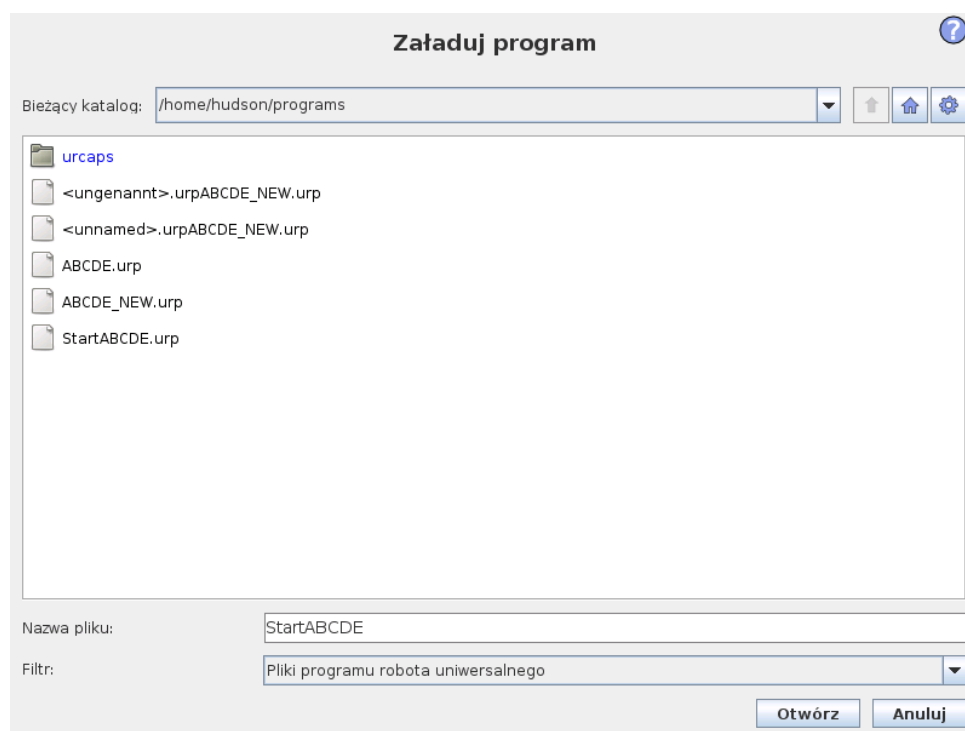 Załaduj program
?
Bieżący katalog: /home/hudson/programs
urcaps
<ungenannt>.urpABCDE_NEW.urp
<unnamed>.urpABCDE_NEW.urp
ABCDE.urp
ABCDE_NEW.urp
StartABCDE.urp
Nazwa pliku: StartABCDE
Filtr: Pliki programu robota uniwersalnego
Otwórz Anuluj